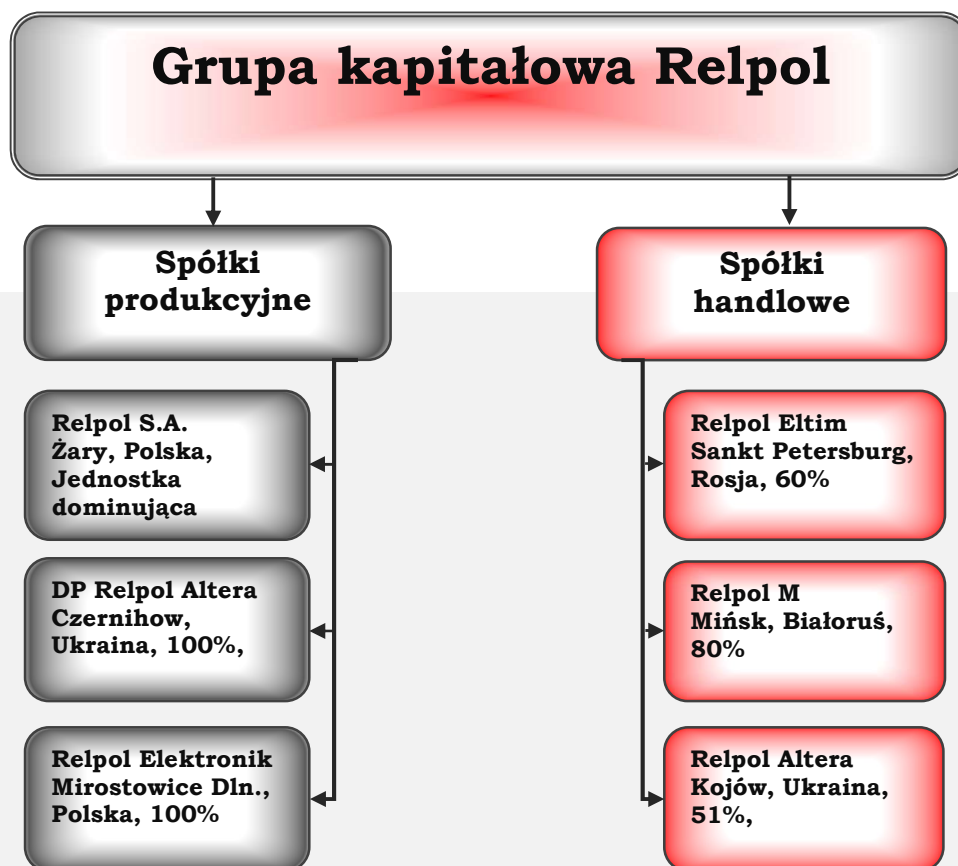 Grupa kapitałowa Relpol
Spółki
produkcyjne
Relpol S.A.
Żary, Polska,
Jednostka
dominująca
DP Relpol Altera
Czernihow,
Ukraina, 100%,
Relpol Elektronik
Mirostowice Dln.,
Polska, 100%
Spółki
handlowe
Relpol Eltim
Sankt Petersburg,
Rosja, 60%
Relpol M
Mińsk, Białoruś,
80%
Relpol Altera
Kojów, Ukraina,
51%,